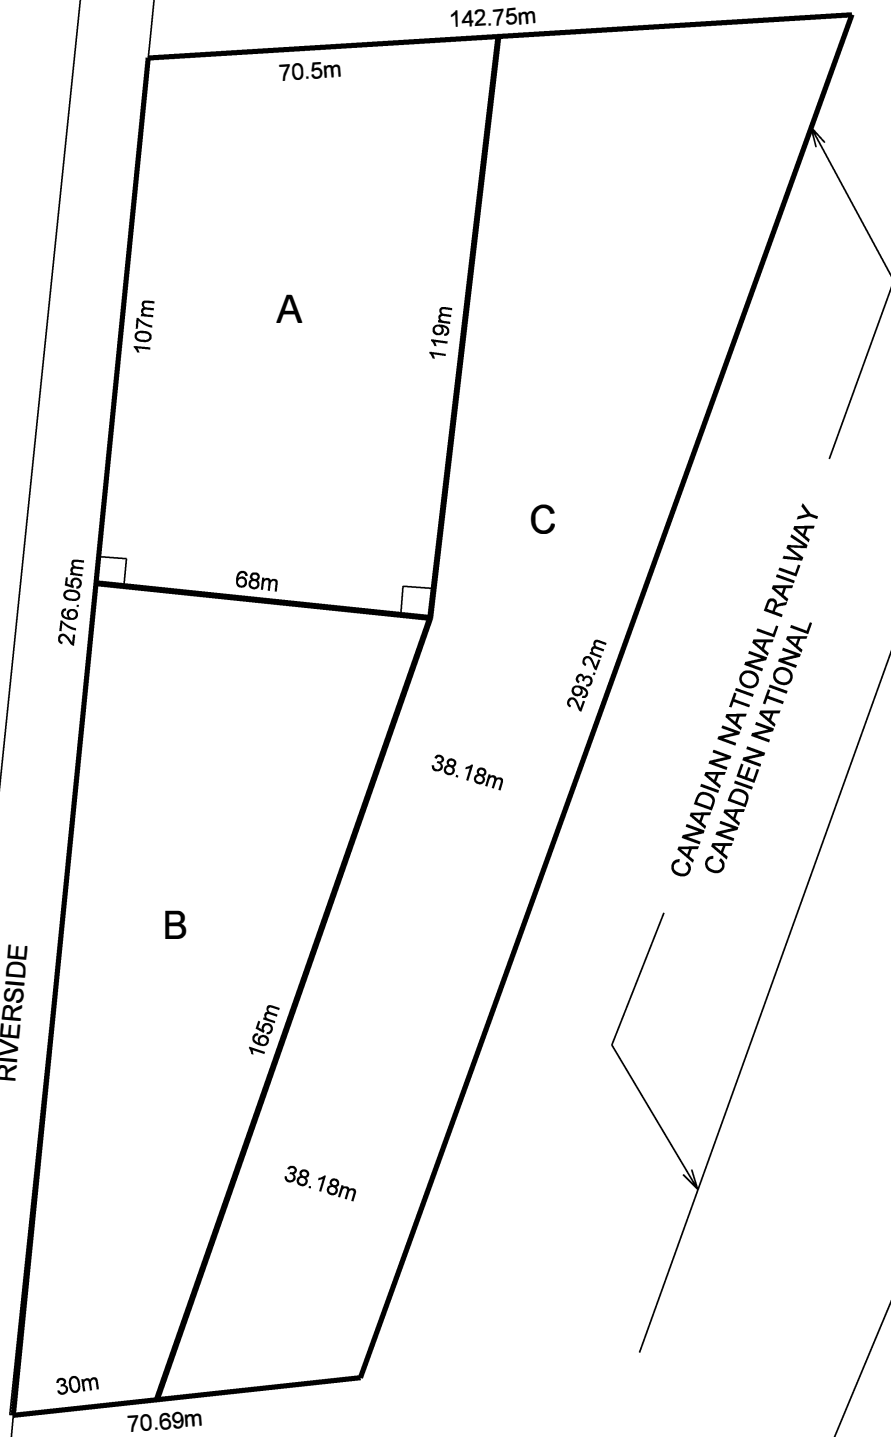 142.75m
70.5m
107m
A
119m
C
276.05m
68m
293.2m
CANADIAN NATIONAL RAILWAY
CANADIEN NATIONAL
38.18m
B
RIVERSIDE
165m
38.18m
30m
70.69m